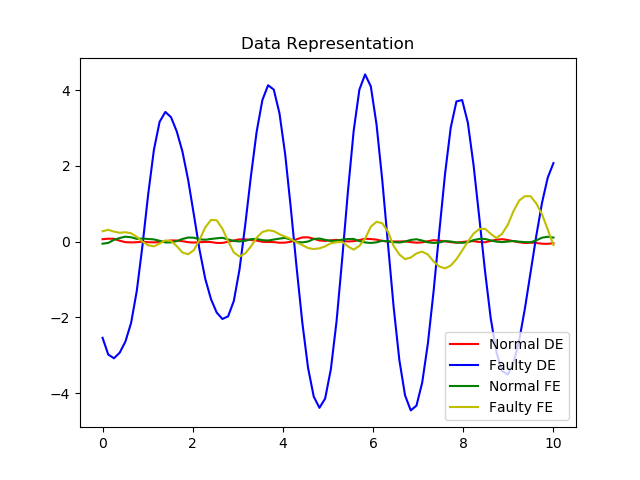 Data Representation
4
2
0
−2
−4
0 2 4 6 8 10
Normal DE
Faulty DE
Normal FE
Faulty FE